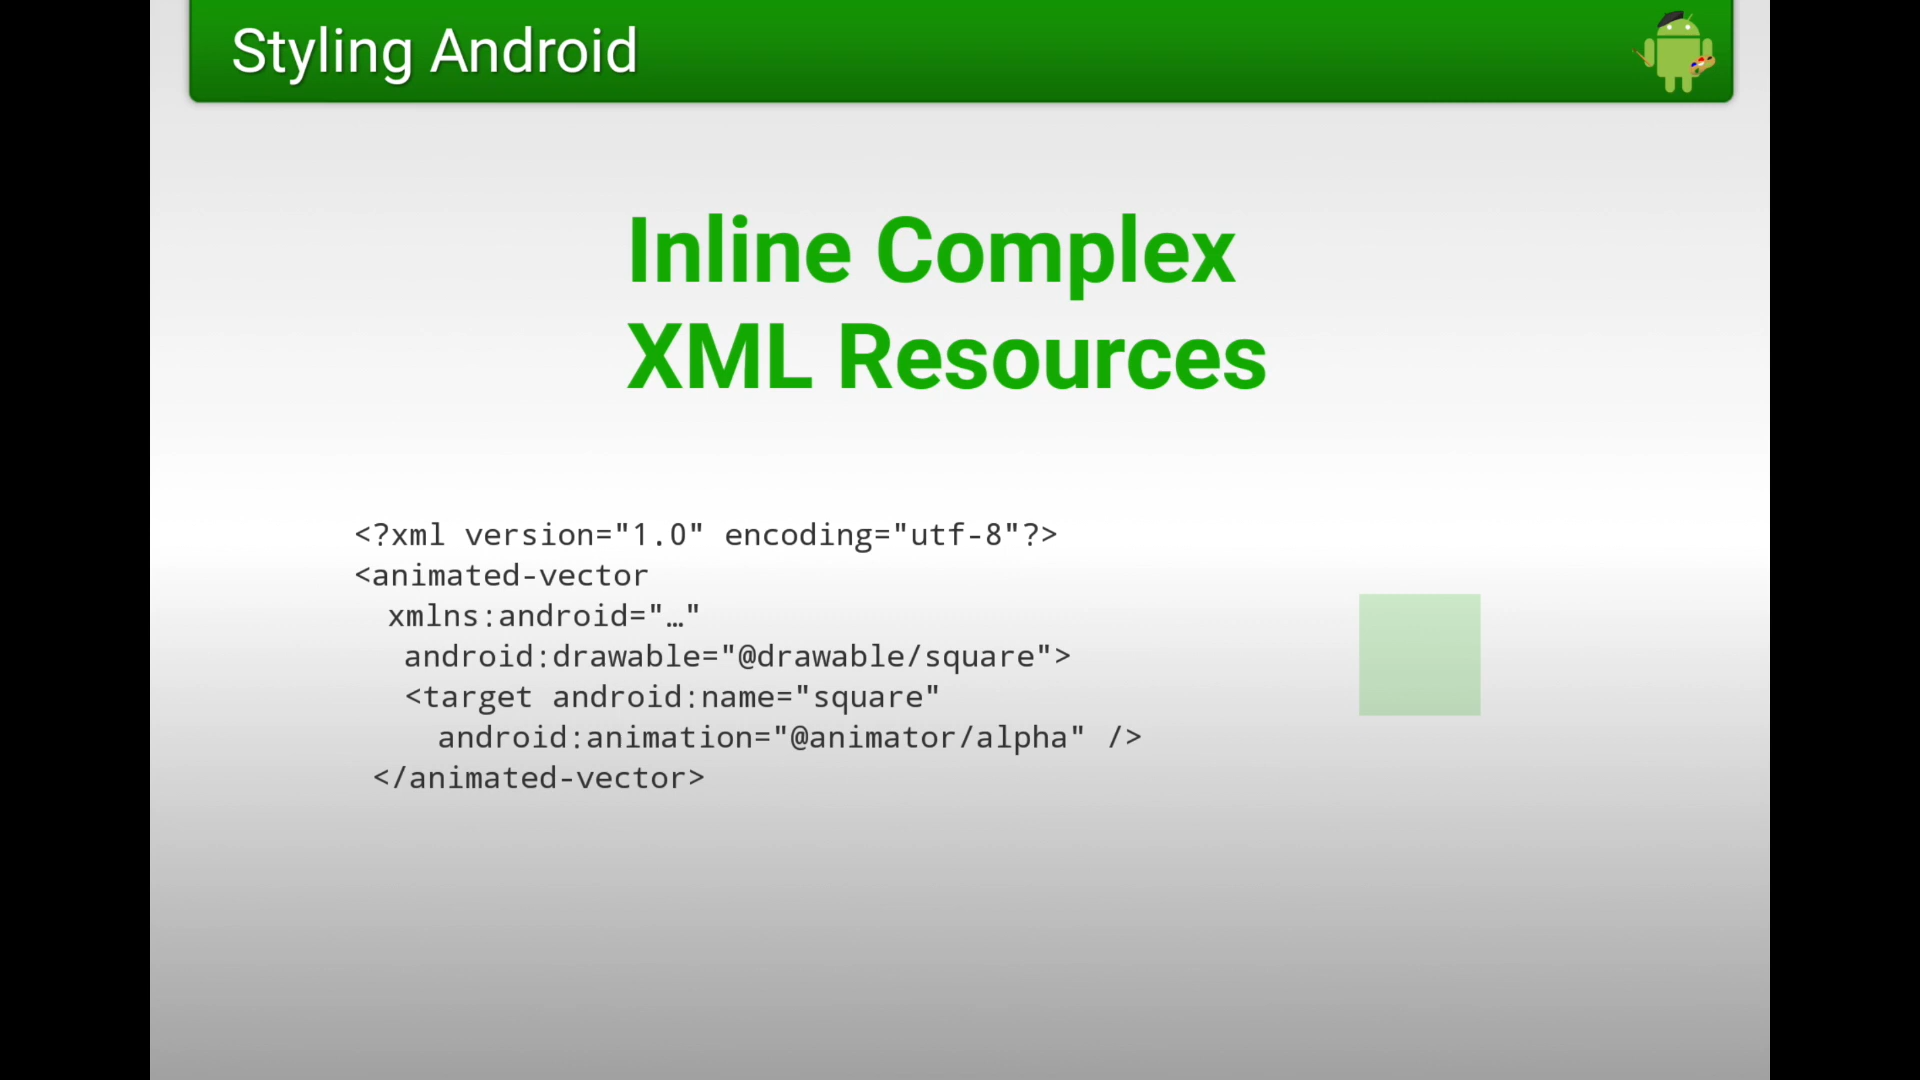 Styling Android
Inline Complex
XML Resources
<?xml version="1.0" encoding="utf-8"?>
<animated-vector
xmlns:android="…"
android:drawable="@drawable/square">
<target android:name="square"
android:animation="@animator/alpha" />
</animated-vector>